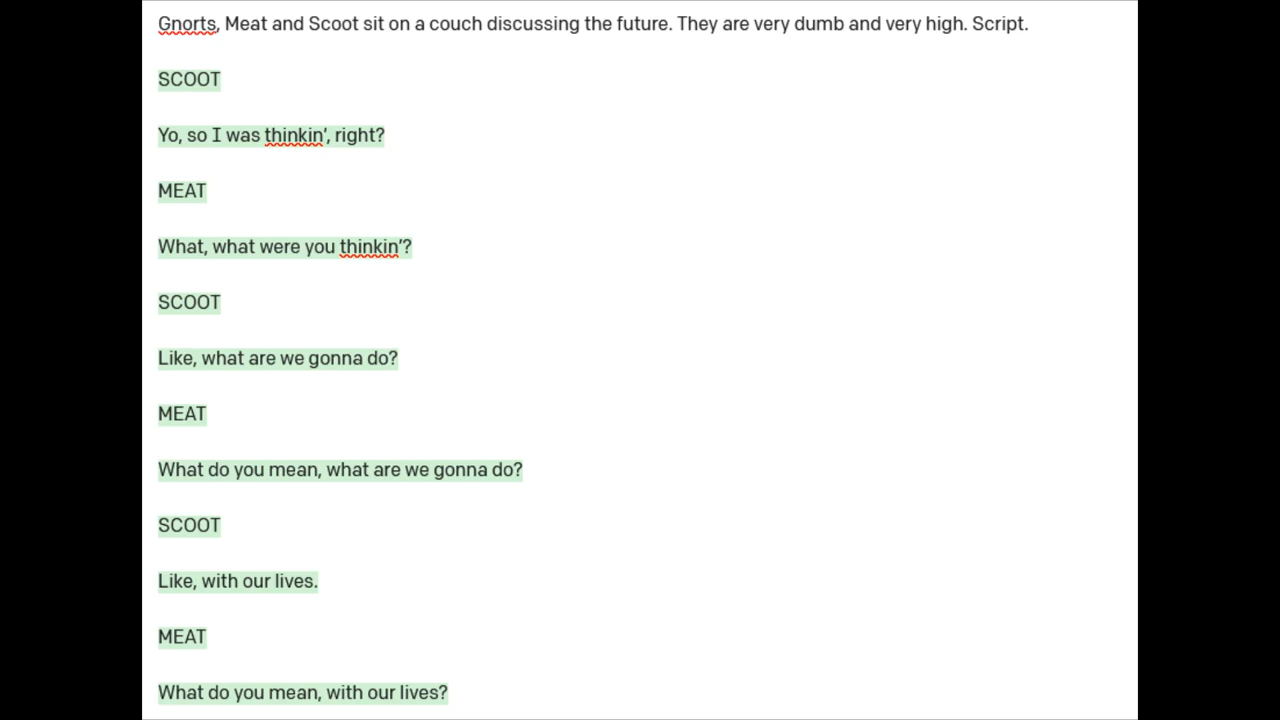 Gnorts, Meat and Scoot sit on a couch discussing the future. They are very dumb and very high. Script.
SCOOT
Yo, so I was thinkin’, right?
MEAT
What, what were you thinkin’?
SCOOT
Like, what are we gonna do?
MEAT
What do you mean, what are we gonna do?
SCOOT
Like, with our lives.
MEAT
What do you mean, with our lives?